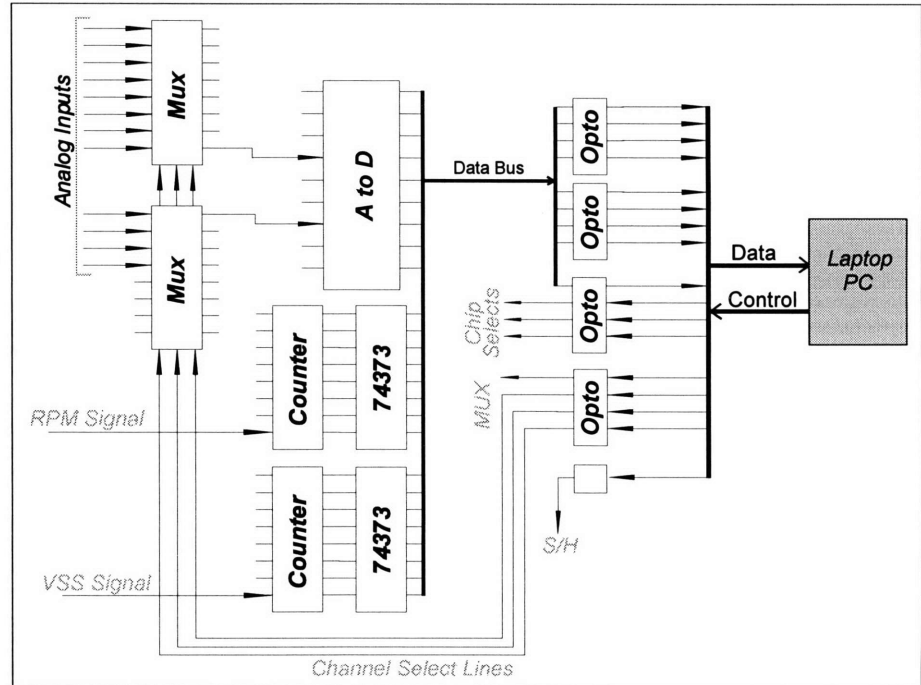 Analog Inputs
Mux
Mux
A to D
Data Bus
Opto
Opto
Opto
Opto
Data
Control
Laptop
PC
Chip
Selects
MUX
S/H
Counter
74373
RPM Signal
Counter
74373
VSS Signal
Channel Select Lines